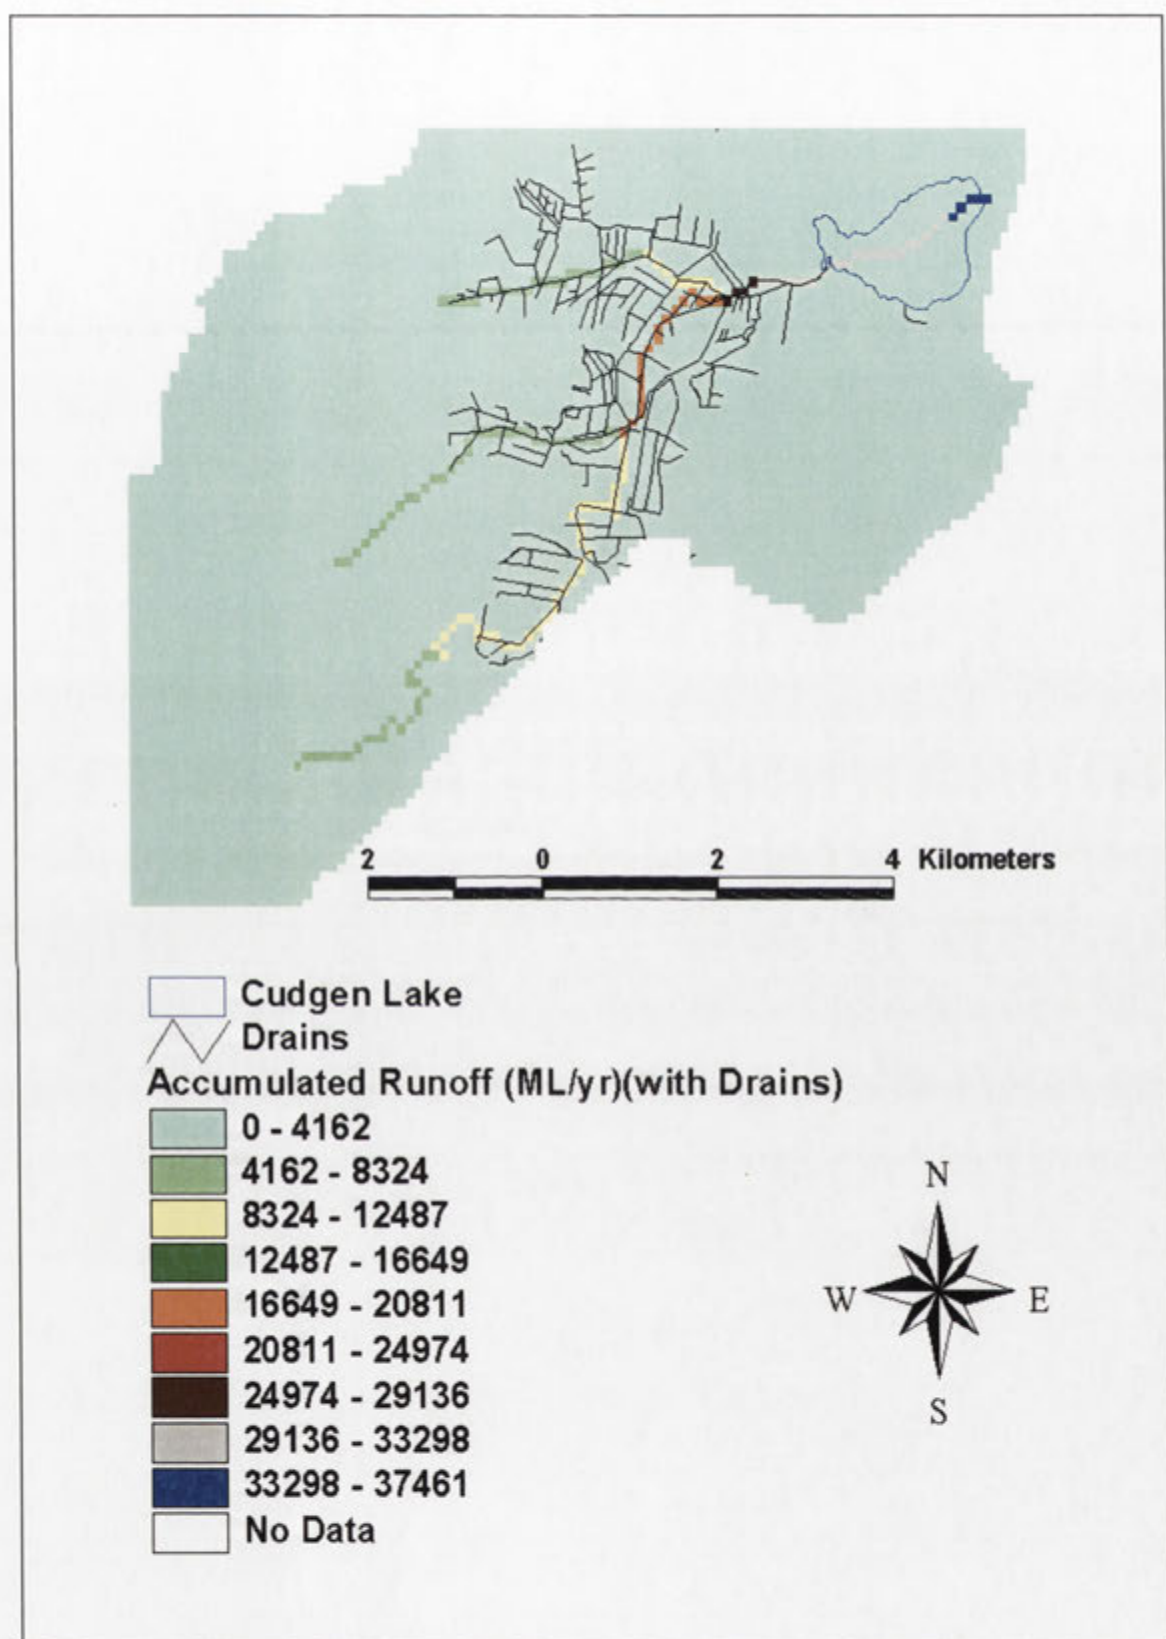 2 0 2 4 Kilometers
Cudgen Lake
Drains
Accumulated Runoff (ML/yr)(with Drains)
0 - 4162
4162 - 8324
8324 - 12487
12487 - 16649
16649 - 20811
20811 - 24974
24974 - 29136
29136 - 33298
33298 - 37461
No Data
N
W E
S